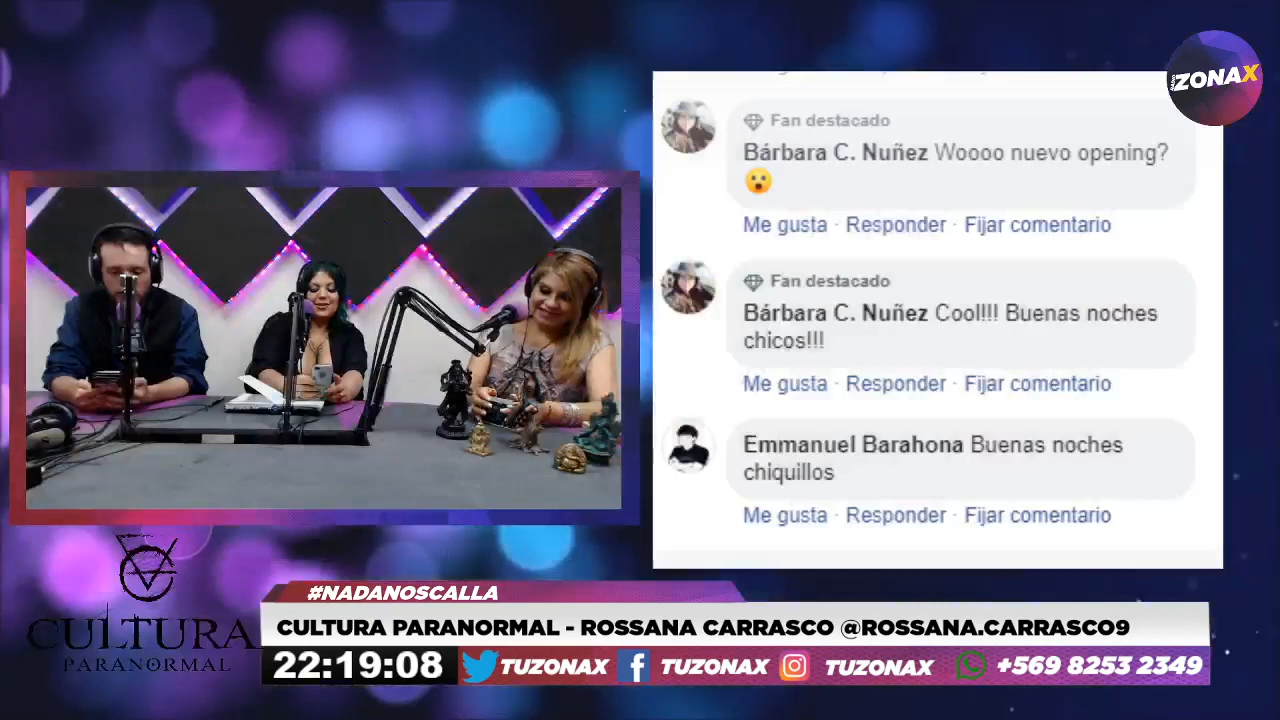 ZONAX
Fan destacado
Bárbara C. Nuñez Woooo nuevo opening?
Me gusta · Responder · Fijar comentario
Fan destacado
Bárbara C. Nuñez Cool!!! Buenas noches
chicos!!!
Me gusta · Responder · Fijar comentario
Emmanuel Barahona Buenas noches
chiquillos
Me gusta · Responder · Fijar comentario
CULTURA
PARANORMAL
#NADANOSCALLA
CULTURA PARANORMAL - ROSSANA CARRASCO @ROSSANA.CARRASCO9
22:19:08 TUZONAX TUZONAX TUZONAX +569 8253 2349